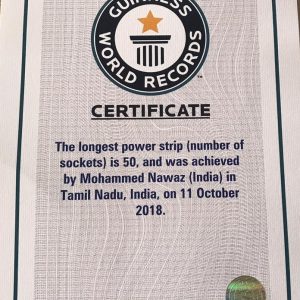 GUINNESS
WORLD RECORDS
™
CERTIFICATE
The longest power strip (number of
sockets) is 50, and was achieved
by Mohammed Nawaz (India) in
Tamil Nadu, India, on 11 October
2018.